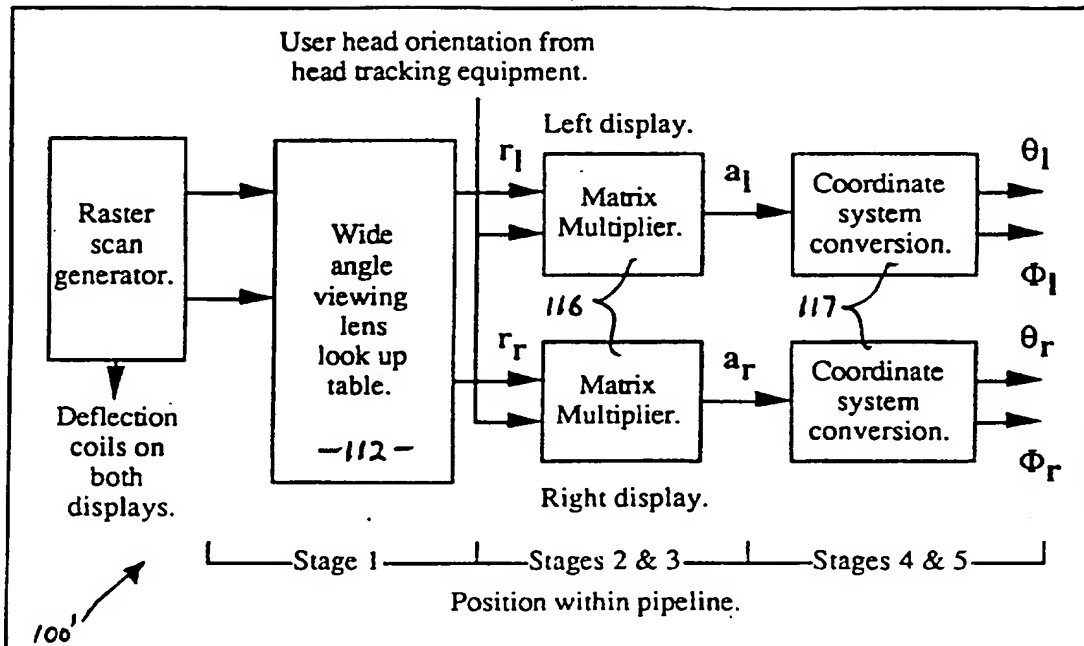 User head orientation from
head tracking equipment.
Raster
scan
generator.
Deflection
coils on
both
displays.
Wide
angle
viewing
lens
look up
table.
-112-
Left display.
r_l
Matrix
Multiplier.
a_l
Coordinate
system
conversion.
θ_l
Φ_l
116
117
r_r
Matrix
Multiplier.
a_r
Coordinate
system
conversion.
θ_r
Φ_r
Right display.
Stage 1
Stages 2 & 3
Stages 4 & 5
Position within pipeline.
100'